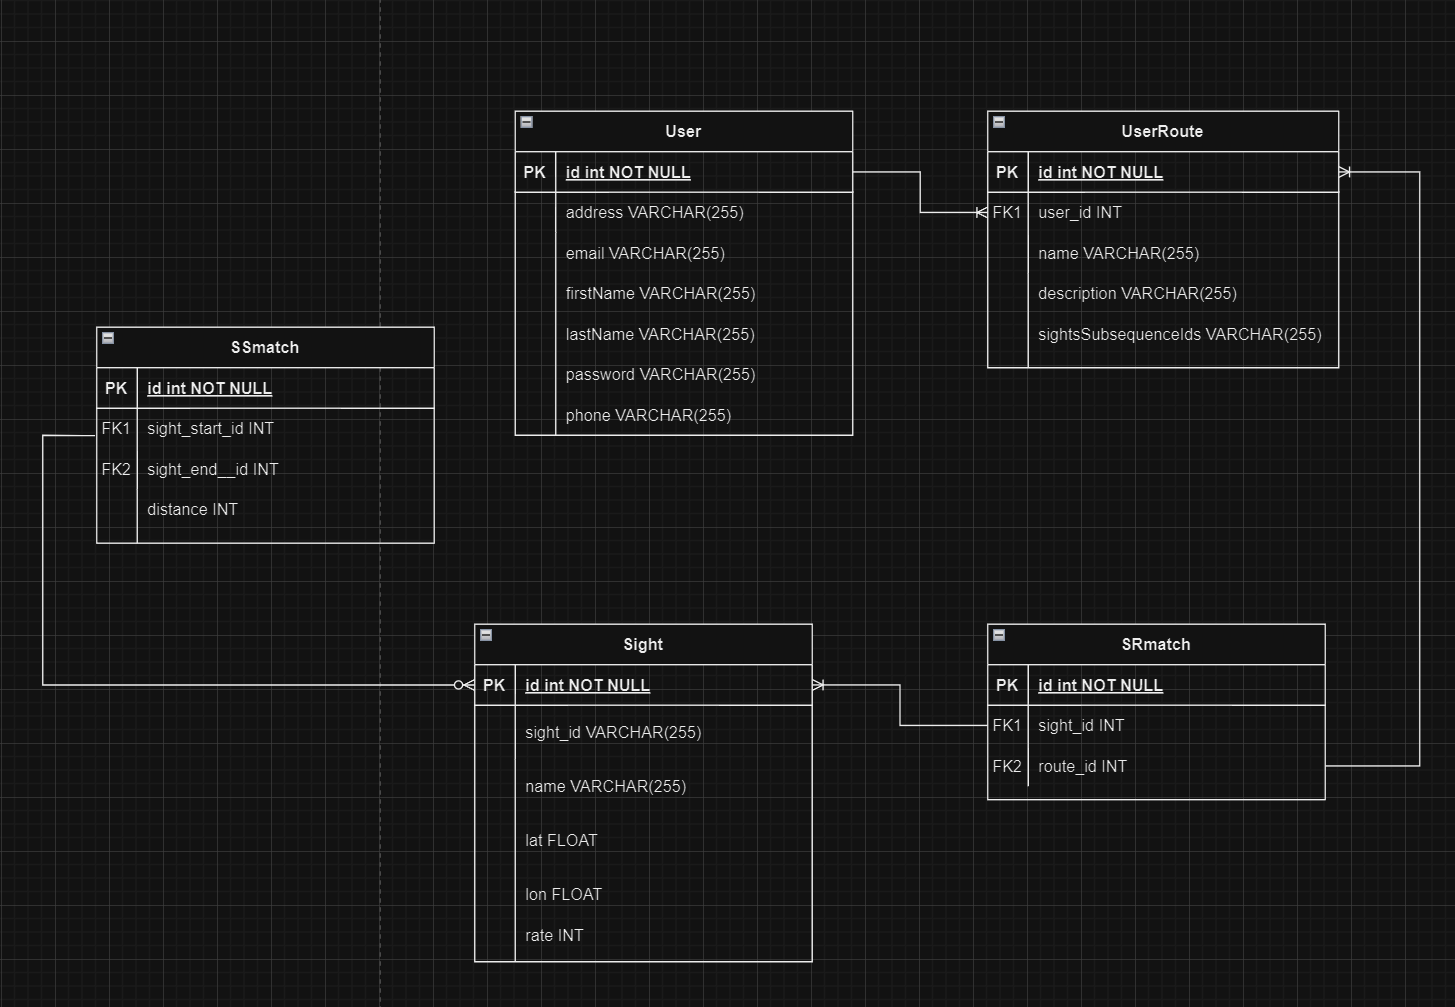 User
PK id int NOT NULL
address VARCHAR(255)
email VARCHAR(255)
firstName VARCHAR(255)
lastName VARCHAR(255)
password VARCHAR(255)
phone VARCHAR(255)
UserRoute
PK id int NOT NULL
FK1 user_id INT
name VARCHAR(255)
description VARCHAR(255)
sightsSubsequenceIds VARCHAR(255)
SSmatch
PK id int NOT NULL
FK1 sight_start_id INT
FK2 sight_end__id INT
distance INT
Sight
PK id int NOT NULL
sight_id VARCHAR(255)
name VARCHAR(255)
lat FLOAT
lon FLOAT
rate INT
SRmatch
PK id int NOT NULL
FK1 sight_id INT
FK2 route_id INT